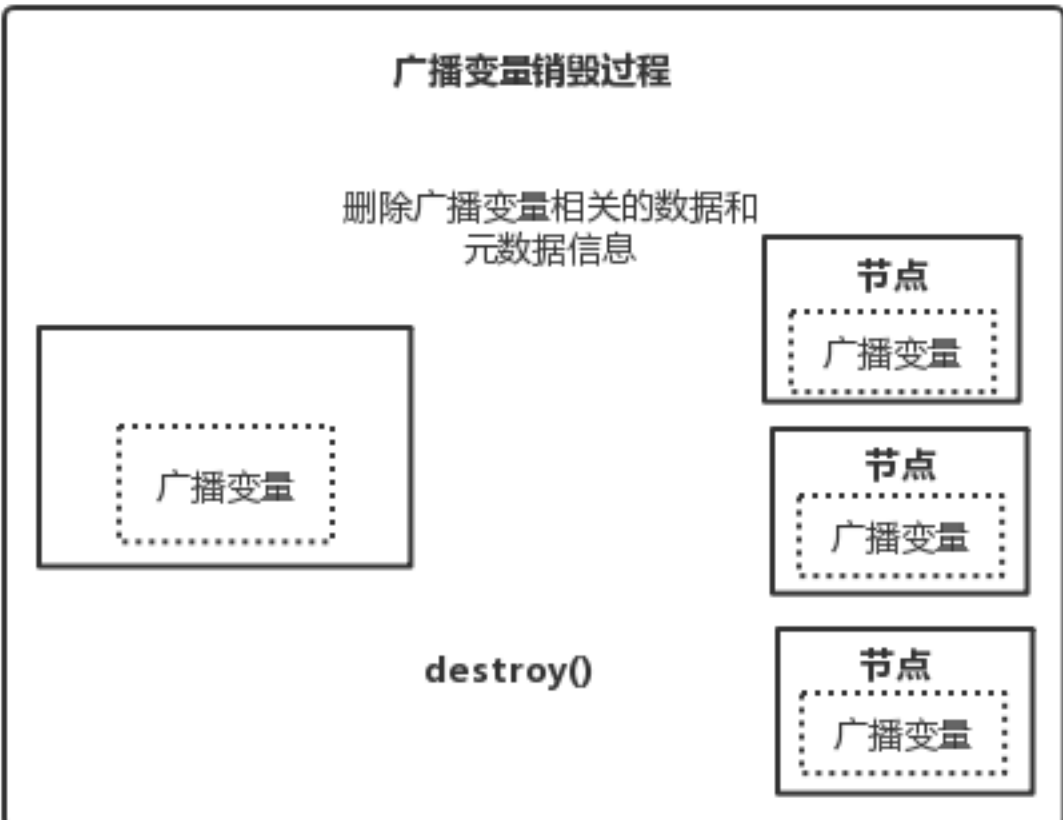 广播变量销毁过程
删除广播变量相关的数据和
元数据信息
节点
广播变量
广播变量
节点
广播变量
destroy()
节点
广播变量